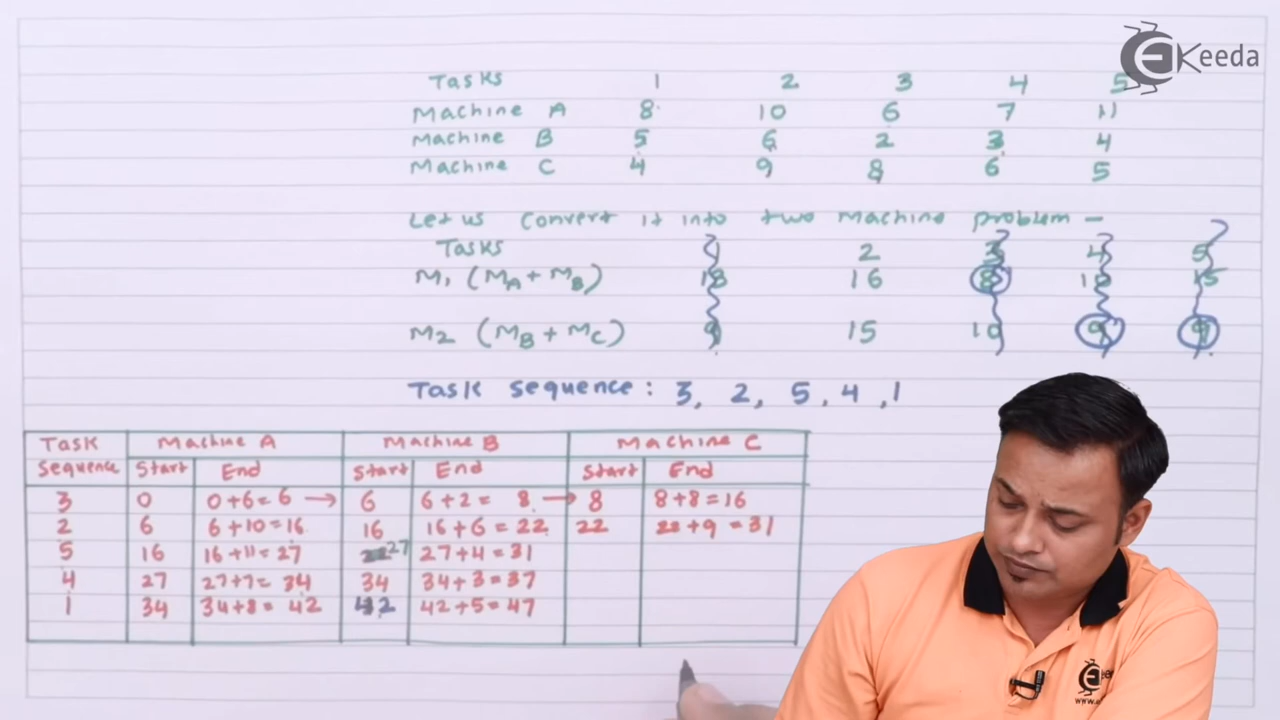 EKeeda
Tasks 1 2 3 4 5
Machine A 8 10 6 7 11
Machine B 5 6 2 3 4
Machine C 4 9 8 6 5
Let us Convert it into two Machine problem -
Tasks 1 2 3 4 5
M1 (MA + MB) 16 8 15
M2 (MB + MC) 9 15 10 9 9
Task Sequence : 3, 2, 5, 4, 1
Task Sequence Machine A Machine B Machine C
Start End Start End Start End
3 0 0+6=6 → 6 6+2= 8 → 8 8+8=16
2 6 6+10=16 16 16+6=22 22 22+9=31
5 16 16+11=27 27 27+4=31
4 27 27+7=34 34 34+3=37
1 34 34+8=42 42 42+5=47